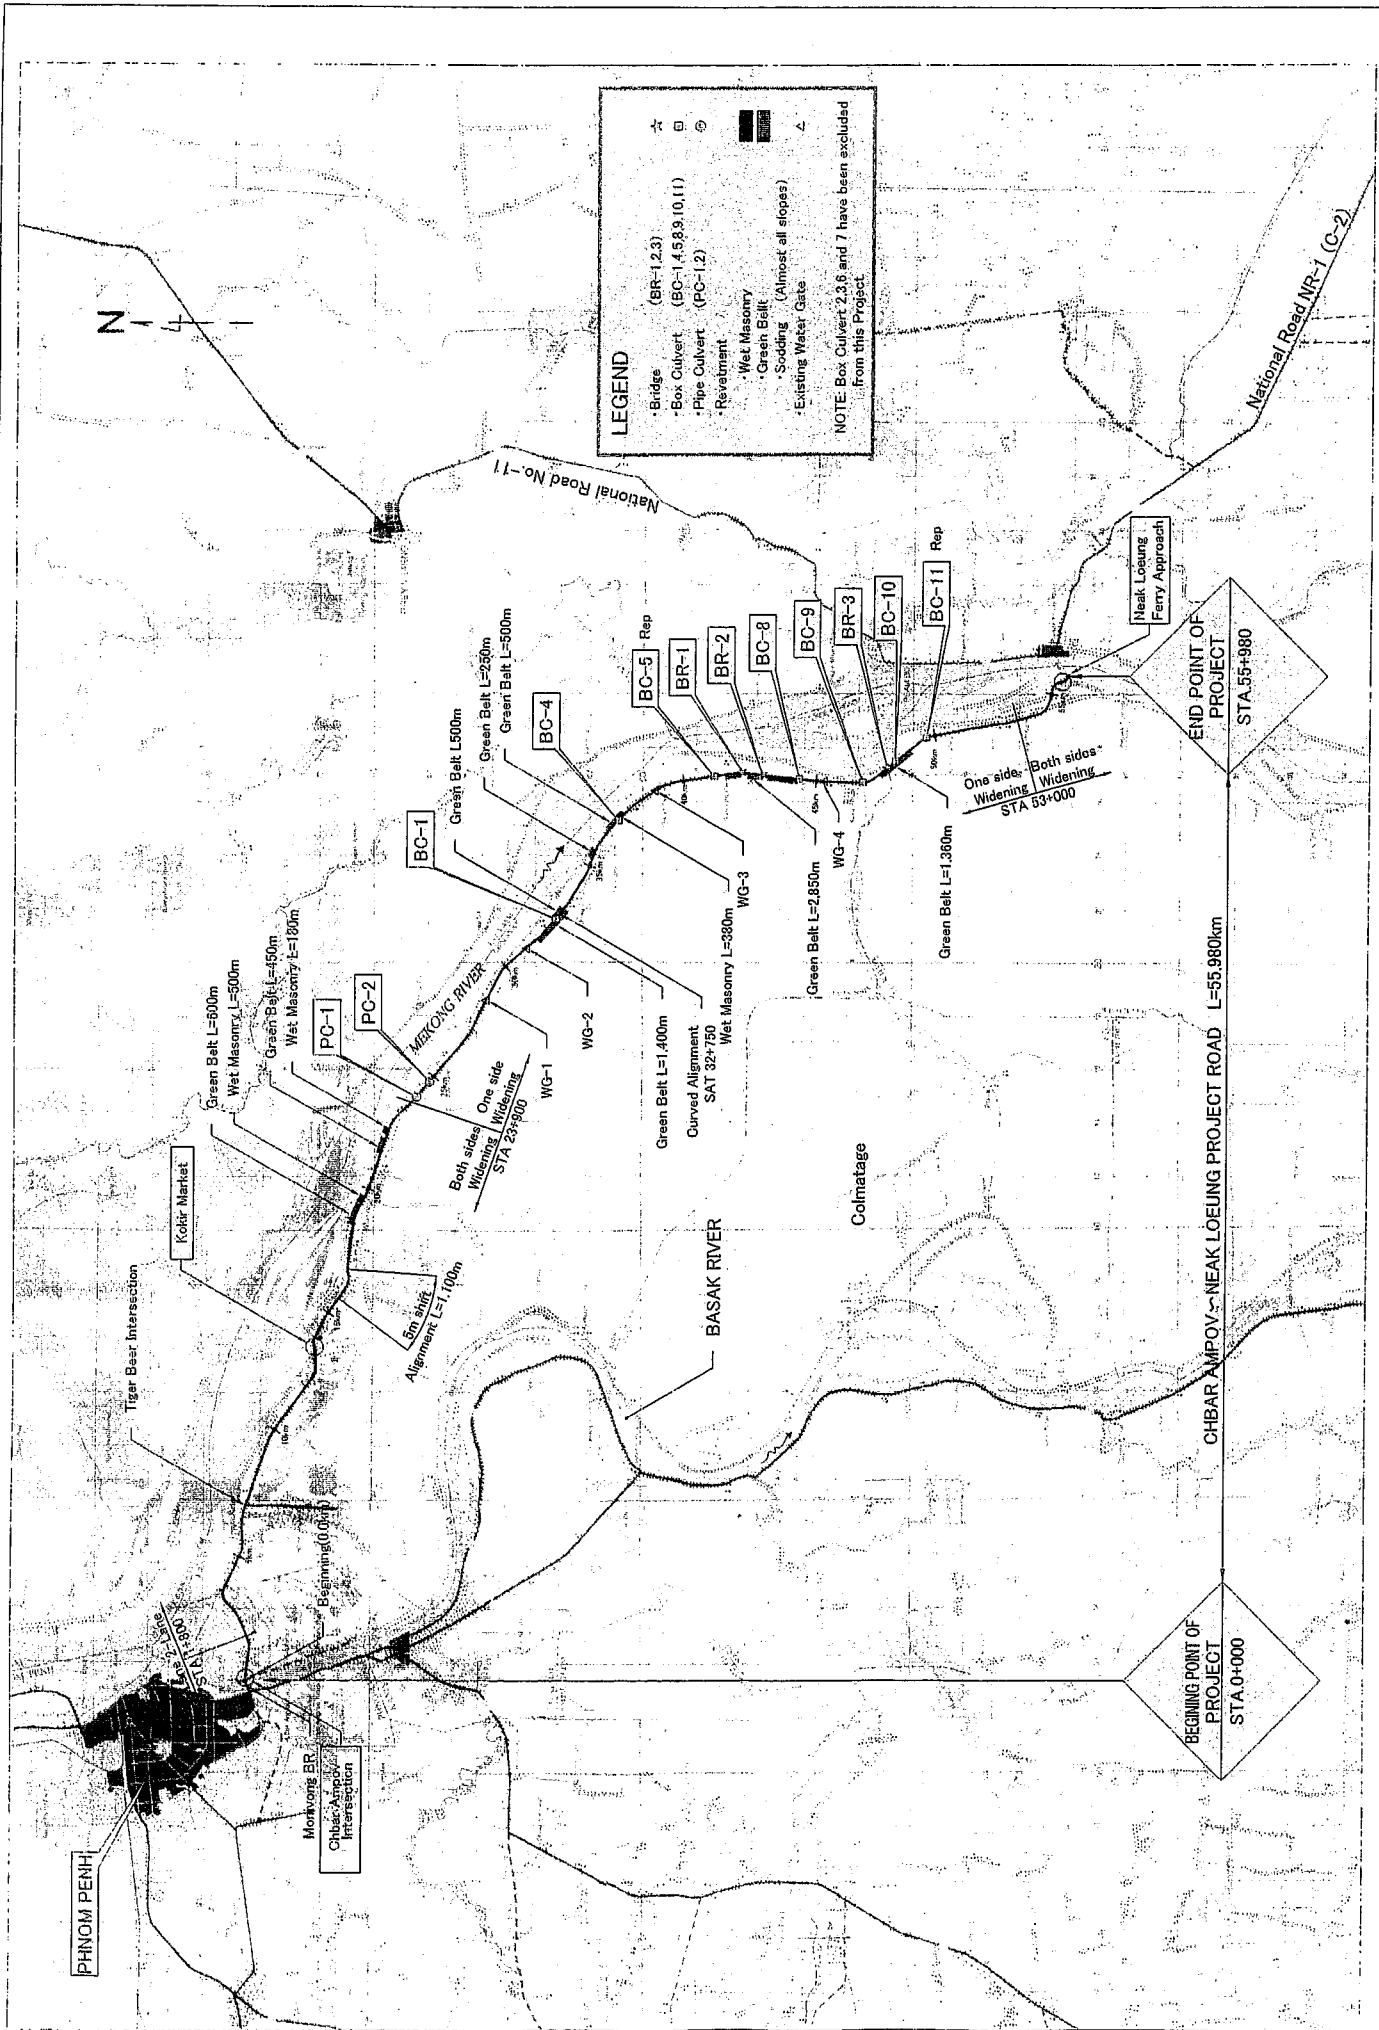 PHNOM PENH
STA.1+800
2-Lane
Monivong BR
Chbar Ampov
Intersection
Beginning(0.0km)
Tiger Beer Intersection
Kokir Market
5m shift
Alignment L=1,100m
Green Belt L=600m
Wet Masonry L=500m
Green Belt L=450m
Wet Masonry L=180m
PC-1
PC-2
MEKONG RIVER
Both sides
Widening
One side
Widening
STA 23+900
WG-1
WG-2
BC-1
Green Belt L500m
Green Belt L=250m
Green Belt L=500m
BC-4
Green Belt L=1,400m
Curved Alignment
SAT 32+750
Wet Masonry L=380m
WG-3
BC-5
Rep
BR-1
BR-2
BC-8
BC-9
BR-3
BC-10
BC-11
Rep
Green Belt L=2,850m
WG-4
Green Belt L=1,360m
One side
Widening
Both sides
Widening
STA 53+000
Neak Loeung
Ferry Approach
National Road No.-11
National Road NR-1 (C-2)
BASAK RIVER
Colmatage
N
LEGEND
・Bridge (BR-1,2,3)
・Box Culvert (BC-1,4,5,8,9,10,11)
・Pipe Culvert (PC-1,2)
・Revetment
・Wet Masonry
・Green Belt
・Sodding (Almost all slopes)
・Existing Water Gate
NOTE: Box Culvert 2,3,6 and 7 have been excluded
from this Project.
BEGINING POINT OF
PROJECT
STA.0+000
CHBAR AMPOV～NEAK LOEUNG PROJECT ROAD L=55.980km
END POINT OF
PROJECT
STA.55+980